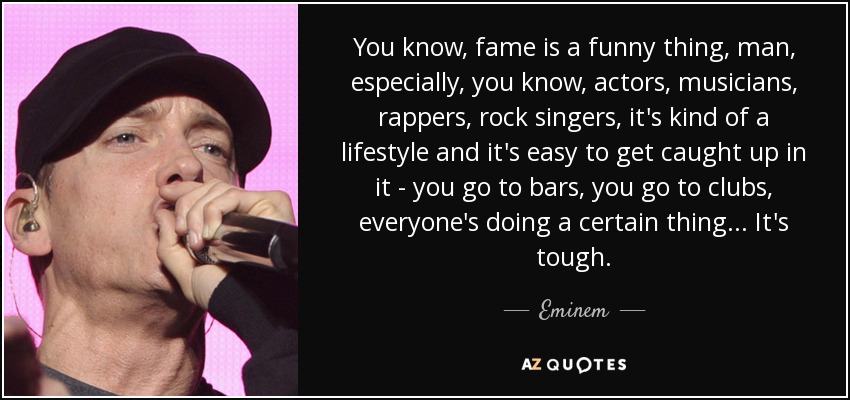 You know, fame is a funny thing, man,
especially, you know, actors, musicians,
rappers, rock singers, it's kind of a
lifestyle and it's easy to get caught up in
it - you go to bars, you go to clubs,
everyone's doing a certain thing... It's
tough.
Eminem
AZ QUOTES